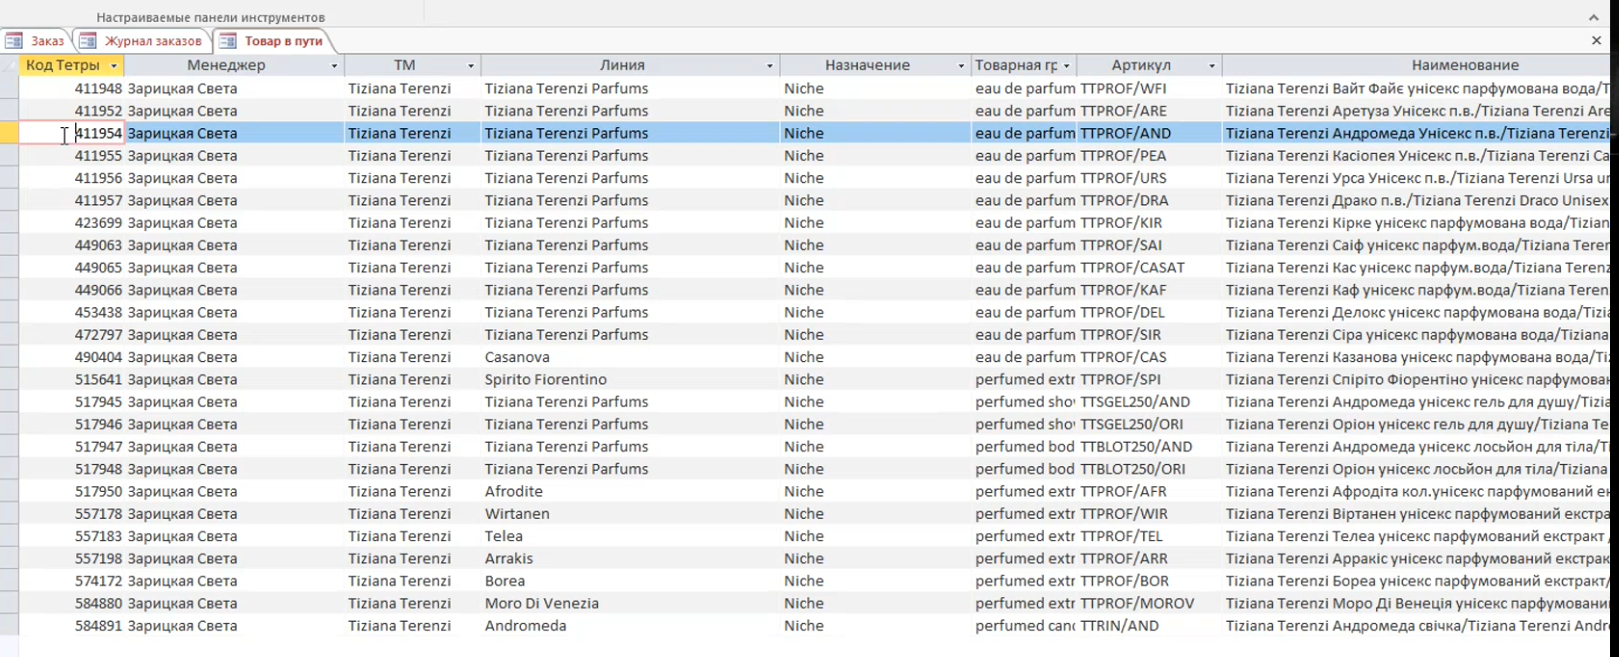 Настраиваемые панели инструментов
Заказ Журнал заказов Товар в пути
Код Тетры Менеджер ТМ Линия Назначение Товарная гр Артикул Наименование
411948 Зарицкая Света Tiziana Terenzi Tiziana Terenzi Parfums Niche eau de parfum TTPROF/WFI Tiziana Terenzi Вайт Файє унісекс парфумована вода/T
411952 Зарицкая Света Tiziana Terenzi Tiziana Terenzi Parfums Niche eau de parfum TTPROF/ARE Tiziana Terenzi Аретуза Унісекс п.в./Tiziana Terenzi Are
411954 Зарицкая Света Tiziana Terenzi Tiziana Terenzi Parfums Niche eau de parfum TTPROF/AND Tiziana Terenzi Андромеда Унісекс п.в./Tiziana Terenzi
411955 Зарицкая Света Tiziana Terenzi Tiziana Terenzi Parfums Niche eau de parfum TTPROF/PEA Tiziana Terenzi Касіопея Унісекс п.в./Tiziana Terenzi Ca
411956 Зарицкая Света Tiziana Terenzi Tiziana Terenzi Parfums Niche eau de parfum TTPROF/URS Tiziana Terenzi Урса Унісекс п.в./Tiziana Terenzi Ursa un
411957 Зарицкая Света Tiziana Terenzi Tiziana Terenzi Parfums Niche eau de parfum TTPROF/DRA Tiziana Terenzi Драко п.в./Tiziana Terenzi Draco Unisex
423699 Зарицкая Света Tiziana Terenzi Tiziana Terenzi Parfums Niche eau de parfum TTPROF/KIR Tiziana Terenzi Кірке унісекс парфумована вода/Tizian
449063 Зарицкая Света Tiziana Terenzi Tiziana Terenzi Parfums Niche eau de parfum TTPROF/SAI Tiziana Terenzi Саіф унісекс парфум.вода/Tiziana Teren
449065 Зарицкая Света Tiziana Terenzi Tiziana Terenzi Parfums Niche eau de parfum TTPROF/CASAT Tiziana Terenzi Кас унісекс парфум.вода/Tiziana Terenz
449066 Зарицкая Света Tiziana Terenzi Tiziana Terenzi Parfums Niche eau de parfum TTPROF/KAF Tiziana Terenzi Каф унісекс парфум.вода/Tiziana Terenz
453438 Зарицкая Света Tiziana Terenzi Tiziana Terenzi Parfums Niche eau de parfum TTPROF/DEL Tiziana Terenzi Делокс унісекс парфумована вода/Tizi
472797 Зарицкая Света Tiziana Terenzi Tiziana Terenzi Parfums Niche eau de parfum TTPROF/SIR Tiziana Terenzi Сіра унісекс парфумована вода/Tiziana
490404 Зарицкая Света Tiziana Terenzi Casanova Niche eau de parfum TTPROF/CAS Tiziana Terenzi Казанова унісекс парфумована вода/Ti
515641 Зарицкая Света Tiziana Terenzi Spirito Fiorentino Niche perfumed extr TTPROF/SPI Tiziana Terenzi Спіріто Фіорентіно унісекс парфумован
517945 Зарицкая Света Tiziana Terenzi Tiziana Terenzi Parfums Niche perfumed sho TTSGEL250/AND Tiziana Terenzi Андромеда унісекс гель для душу/Tizia
517946 Зарицкая Света Tiziana Terenzi Tiziana Terenzi Parfums Niche perfumed sho TTSGEL250/ORI Tiziana Terenzi Оріон унісекс гель для душу/Tiziana Te
517947 Зарицкая Света Tiziana Terenzi Tiziana Terenzi Parfums Niche perfumed bod TTBLOT250/AND Tiziana Terenzi Андромеда унісекс лосьйон для тіла/T
517948 Зарицкая Света Tiziana Terenzi Tiziana Terenzi Parfums Niche perfumed bod TTBLOT250/ORI Tiziana Terenzi Оріон унісекс лосьйон для тіла/Tiziana
517950 Зарицкая Света Tiziana Terenzi Afrodite Niche perfumed extr TTPROF/AFR Tiziana Terenzi Афродіта кол.унісекс парфумований ек
557178 Зарицкая Света Tiziana Terenzi Wirtanen Niche perfumed extr TTPROF/WIR Tiziana Terenzi Віртанен унісекс парфумований екстра
557183 Зарицкая Света Tiziana Terenzi Telea Niche perfumed extr TTPROF/TEL Tiziana Terenzi Телеа унісекс парфумований екстракт /
557198 Зарицкая Света Tiziana Terenzi Arrakis Niche perfumed extr TTPROF/ARR Tiziana Terenzi Арракіс унісекс парфумований екстрак
574172 Зарицкая Света Tiziana Terenzi Borea Niche perfumed extr TTPROF/BOR Tiziana Terenzi Бореа унісекс парфумований екстракт/
584880 Зарицкая Света Tiziana Terenzi Moro Di Venezia Niche perfumed extr TTPROF/MOROV Tiziana Terenzi Моро Ді Венеція унісекс парфумовани
584891 Зарицкая Света Tiziana Terenzi Andromeda Niche perfumed canc TTRIN/AND Tiziana Terenzi Андромеда свічка/Tiziana Terenzi Andr